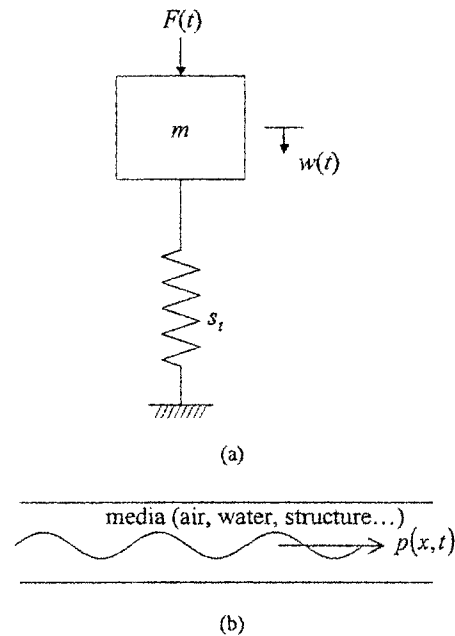 F(t)
m
w(t)
s_t
(a)
media (air, water, structure...)
p(x,t)
(b)